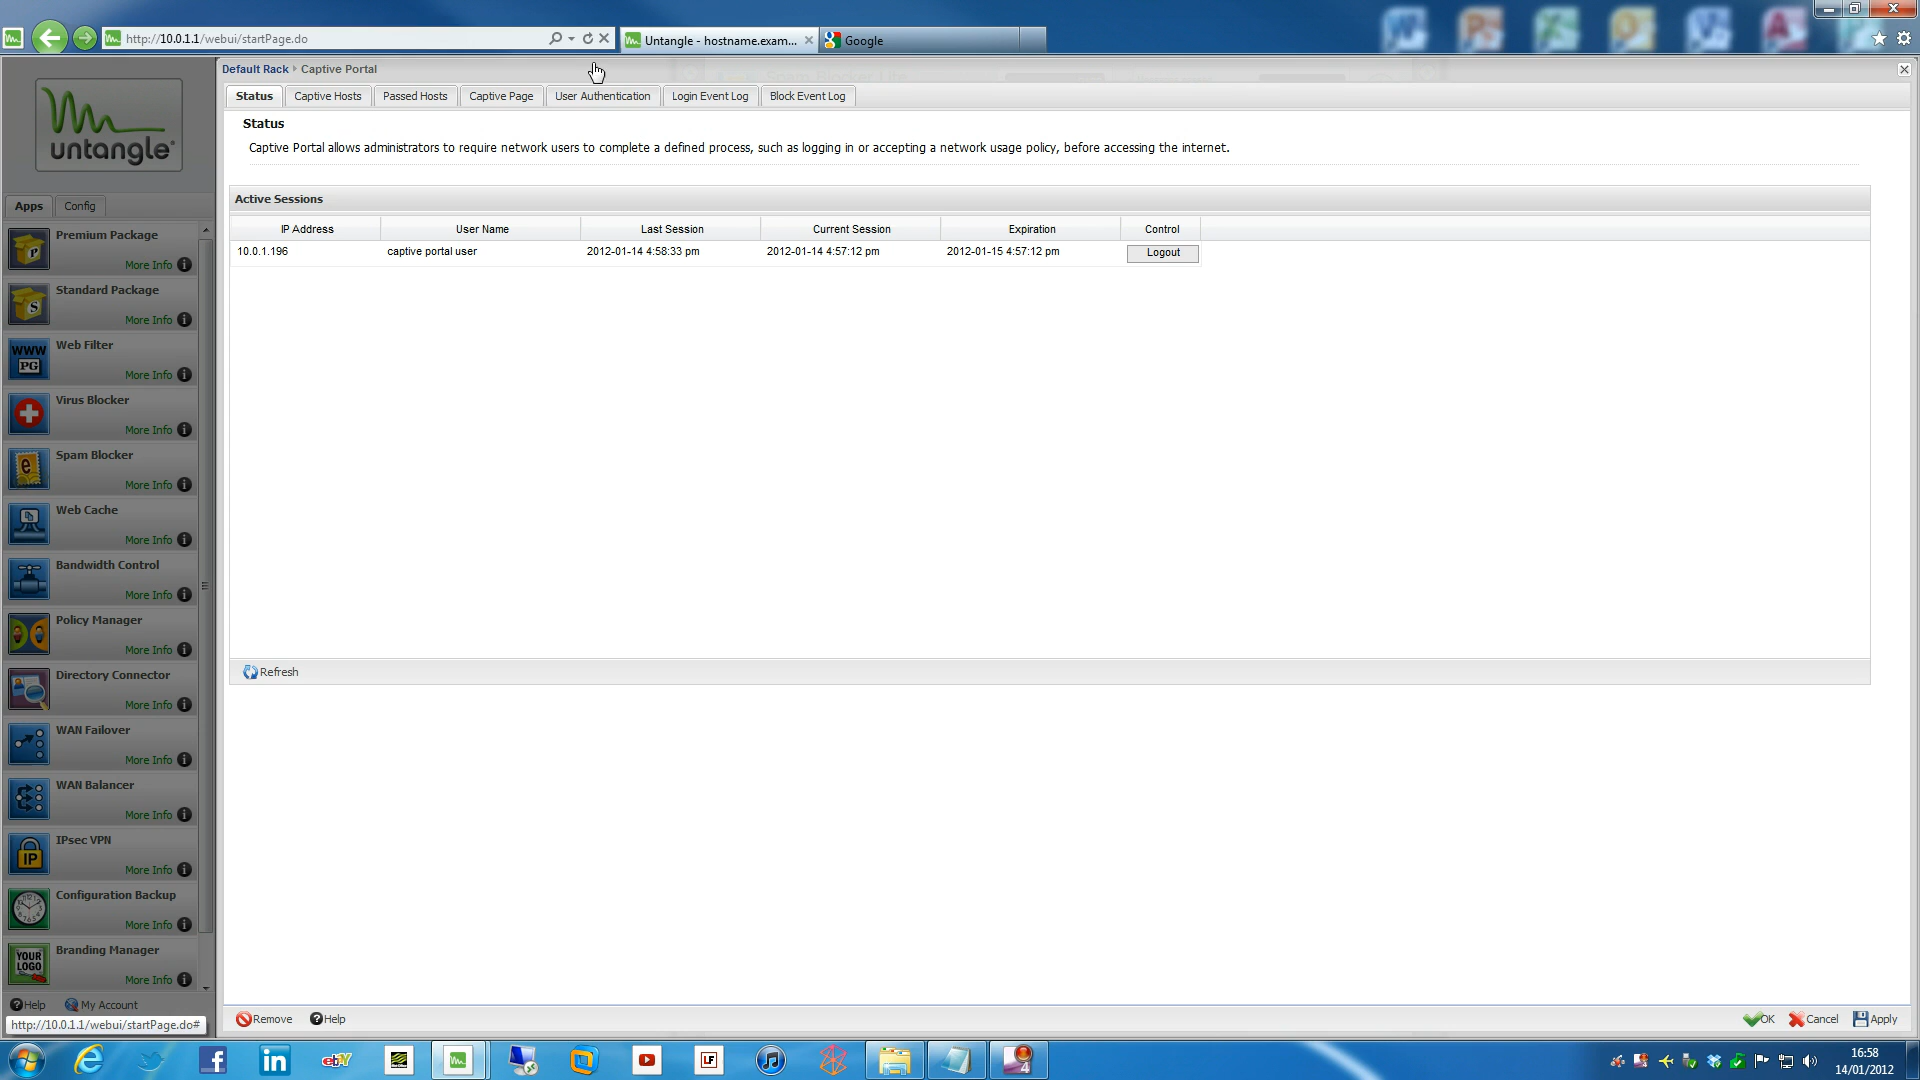 http://10.0.1.1/webui/startPage.do
Untangle - hostname.exam...
Google
Default Rack
Captive Portal
untangle
Status
Captive Hosts
Passed Hosts
Captive Page
User Authentication
Login Event Log
Block Event Log
Status
Captive Portal allows administrators to require network users to complete a defined process, such as logging in or accepting a network usage policy, before accessing the internet.
Active Sessions
IP Address
User Name
Last Session
Current Session
Expiration
Control
10.0.1.196
captive portal user
2012-01-14 4:58:33 pm
2012-01-14 4:57:12 pm
2012-01-15 4:57:12 pm
Logout
Refresh
Apps
Config
Premium Package
More Info
Standard Package
More Info
WWW
PG
Web Filter
More Info
Virus Blocker
More Info
Spam Blocker
More Info
Web Cache
More Info
Bandwidth Control
More Info
Policy Manager
More Info
Directory Connector
More Info
WAN Failover
More Info
WAN Balancer
More Info
IP
IPsec VPN
More Info
Configuration Backup
More Info
YOUR
LOGO
Branding Manager
More Info
Help
My Account
http://10.0.1.1/webui/startPage.do#
Remove
Help
OK
Cancel
Apply
ebY
LF
4
16:58
14/01/2012